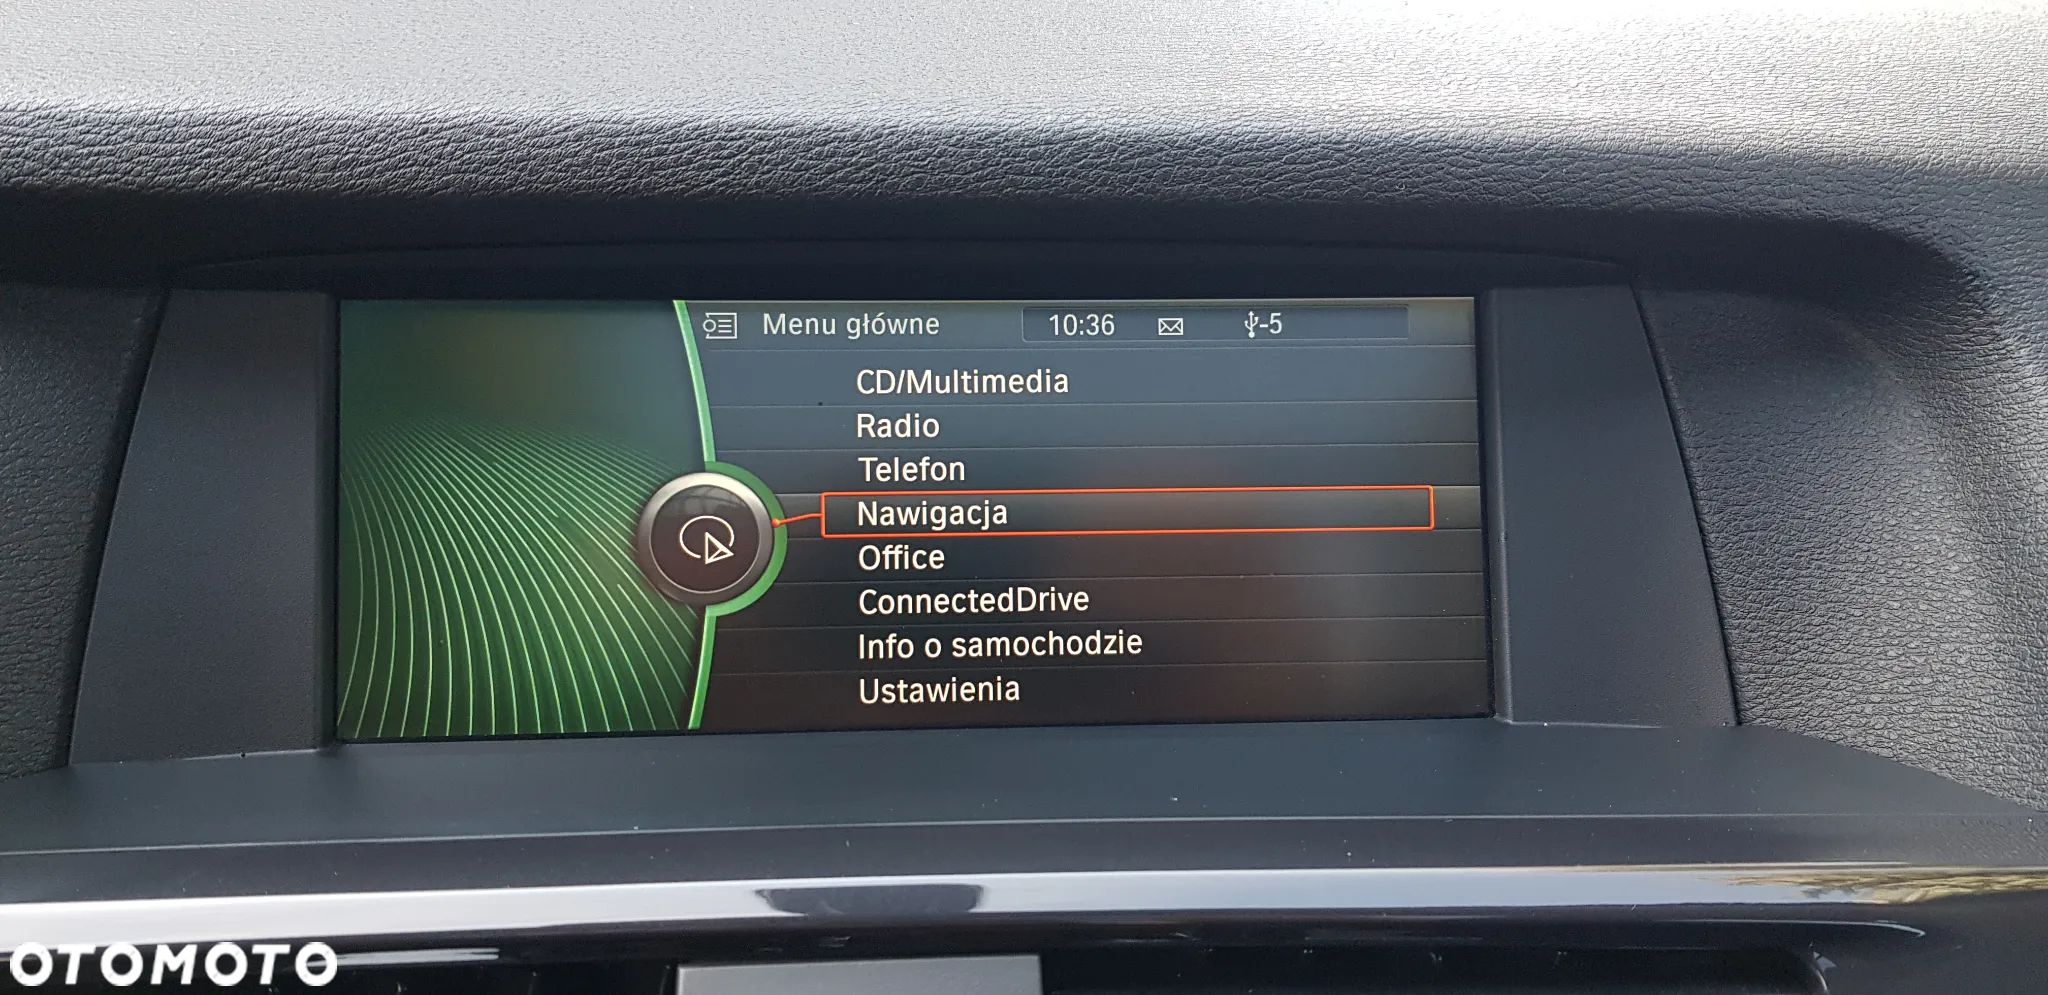 Menu główne 10:36 -5
CD/Multimedia
Radio
Telefon
Nawigacja
Office
ConnectedDrive
Info o samochodzie
Ustawienia
OTOMOTO